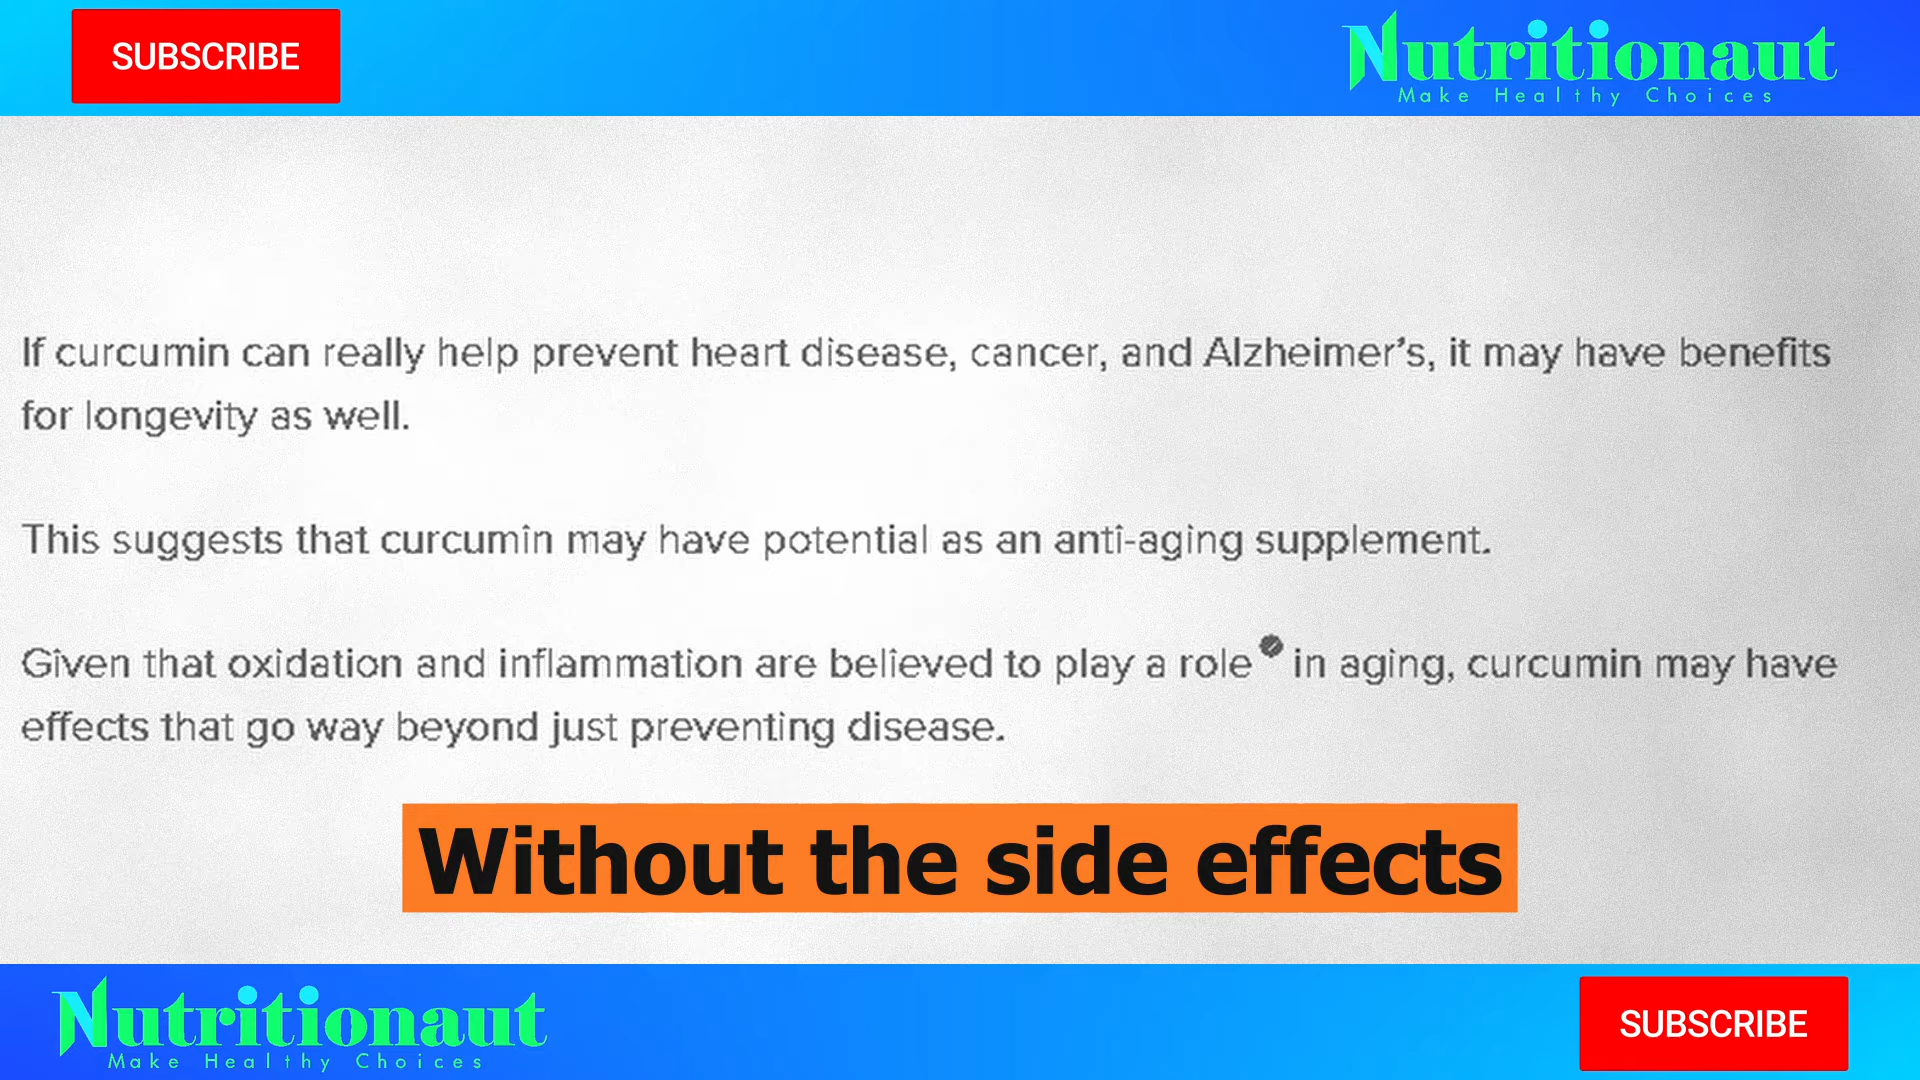 SUBSCRIBE
Nutritionaut
Make Healthy Choices
If curcumin can really help prevent heart disease, cancer, and Alzheimer's, it may have benefits
for longevity as well.
This suggests that curcumin may have potential as an anti-aging supplement.
Given that oxidation and inflammation are believed to play a role in aging, curcumin may have
effects that go way beyond just preventing disease.
Without the side effects
Nutritionaut
Make Healthy Choices
SUBSCRIBE